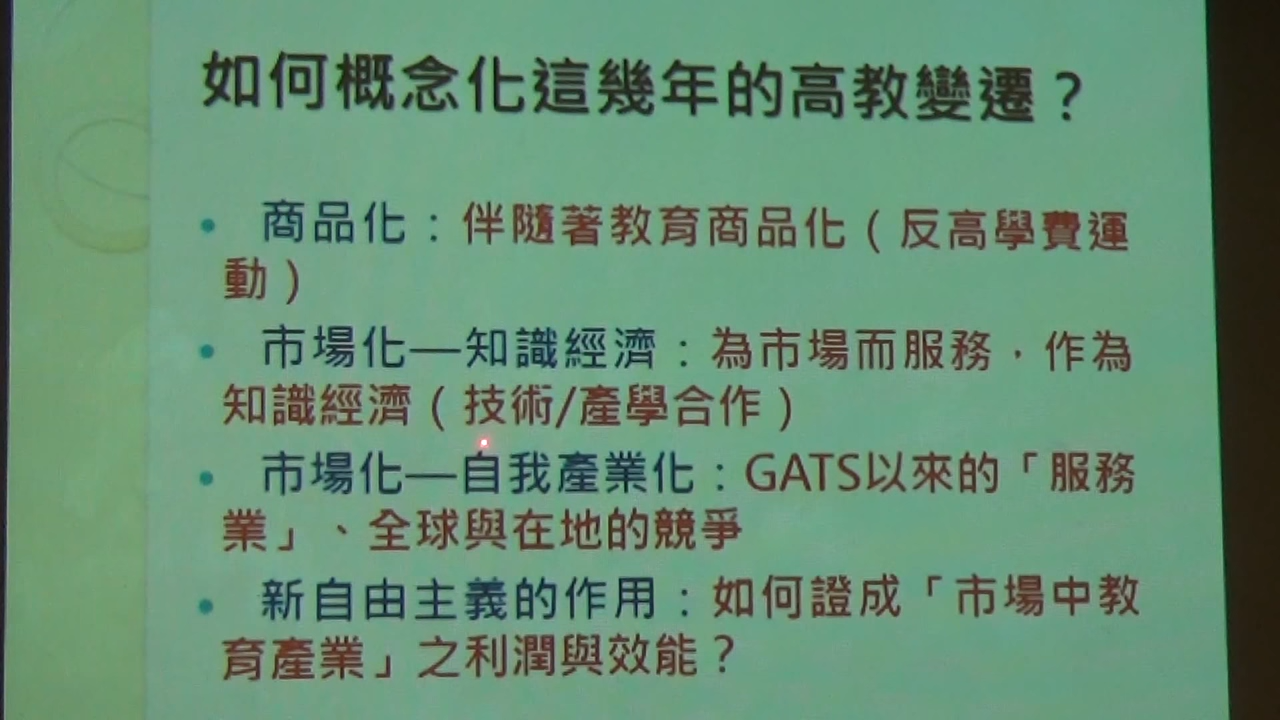 如何概念化這幾年的高教變遷？
• 商品化：伴隨著教育商品化（反高學費運
動）
• 市場化—知識經濟：為市場而服務，作為
知識經濟（技術/產學合作）
• 市場化—自我產業化：GATS以來的「服務
業」、全球與在地的競爭
• 新自由主義的作用：如何證成「市場中教
育產業」之利潤與效能？